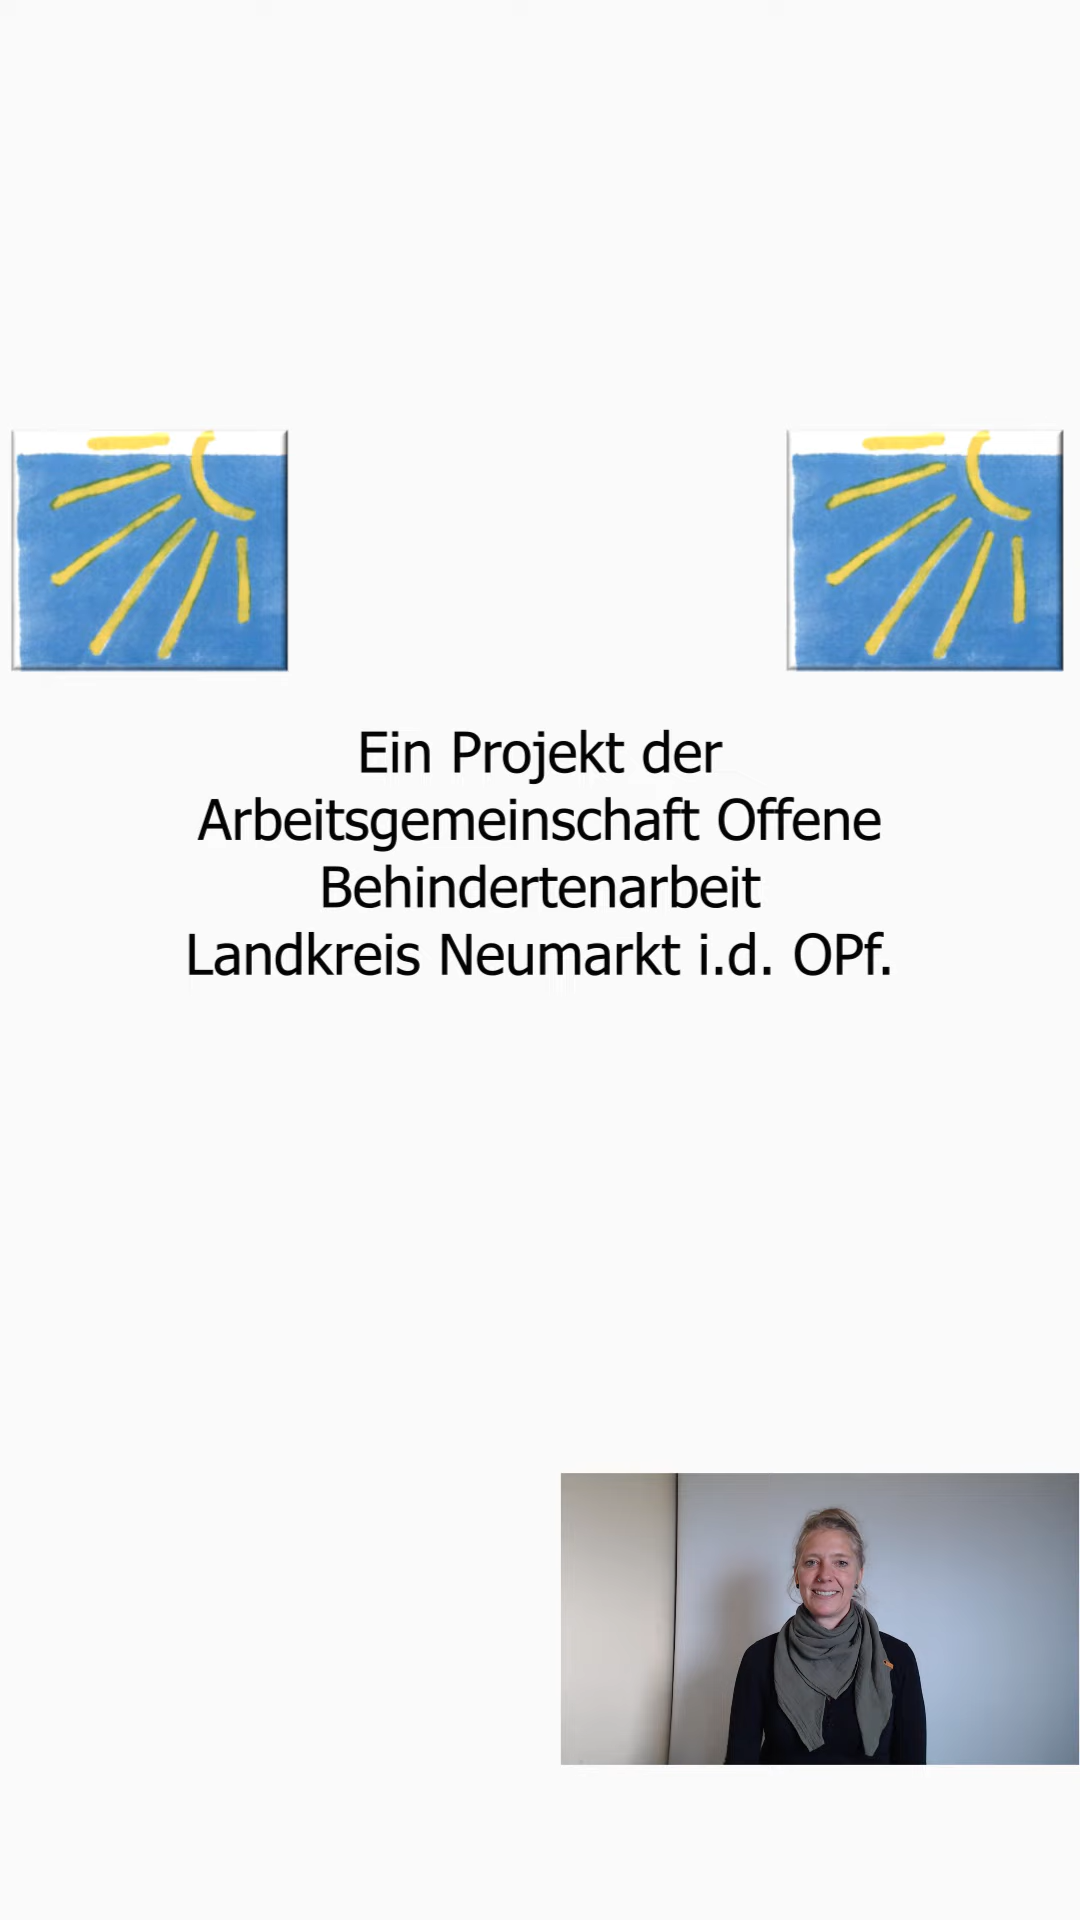 Ein Projekt der
Arbeitsgemeinschaft Offene
Behindertenarbeit
Landkreis Neumarkt i.d. OPf.